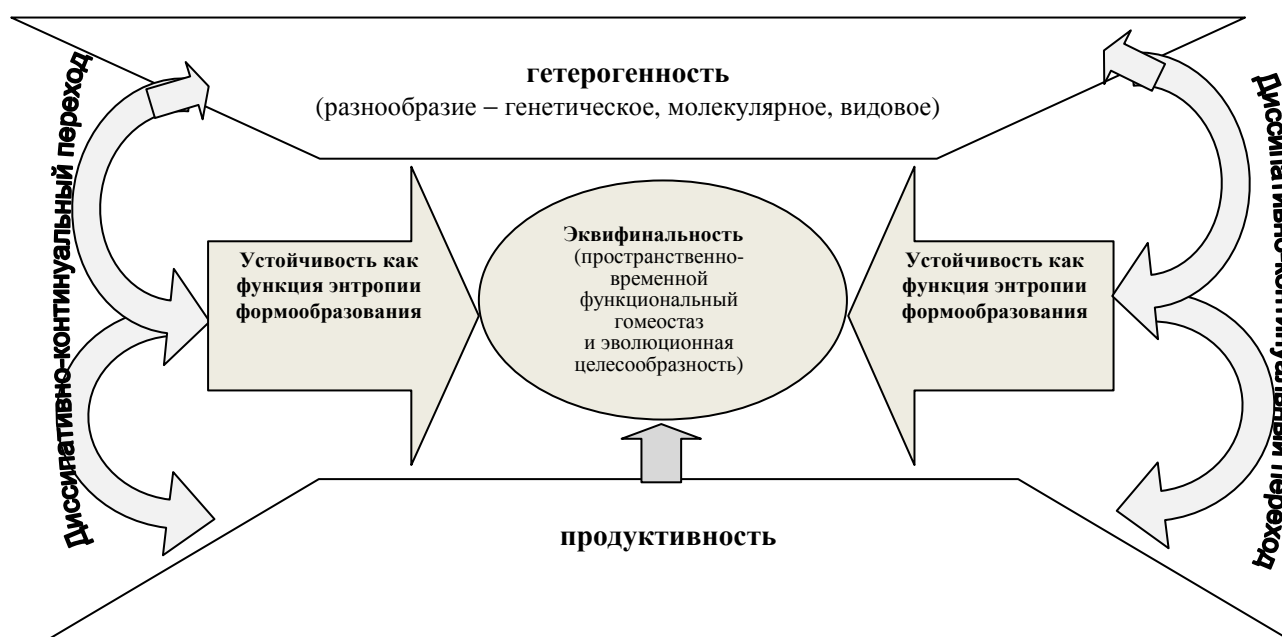 гетерогенность
(разнообразие – генетическое, молекулярное, видовое)
Диссипативно-континуальный переход
Устойчивость как
функция энтропии
формообразования
Эквифинальность
(пространственно-
временной
функциональный
гомеостаз
и эволюционная
целесообразность)
Устойчивость как
функция энтропии
формообразования
Диссипативно-континуальный переход
продуктивность